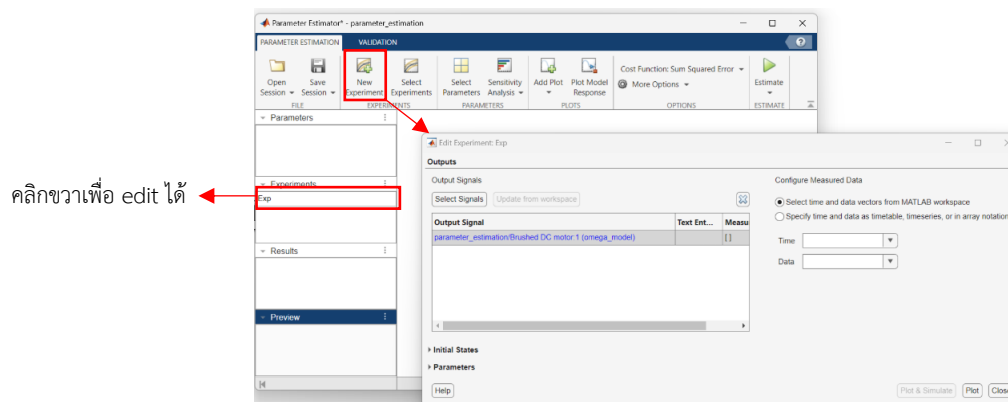 Parameter Estimator* - parameter_estimation
PARAMETER ESTIMATION VALIDATION
Open Session
Save Session
New Experiment
Select Experiments
Select Parameters
Sensitivity Analysis
Add Plot
Plot Model Response
Cost Function: Sum Squared Error
More Options
Estimate
FILE EXPERIMENTS PARAMETERS PLOTS OPTIONS ESTIMATE
Parameters
Experiments
Exp
Results
Preview
คลิกขวาเพื่อ edit ได้
Edit Experiment: Exp
Outputs
Output Signals
Select Signals Update from workspace
Output Signal Text Ent... Measu
parameter_estimation/Brushed DC motor:1 (omega_model) [ ]
Configure Measured Data
Select time and data vectors from MATLAB workspace
Specify time and data as timetable, timeseries, or in array notation
Time
Data
Initial States
Parameters
Help Plot & Simulate Plot Close